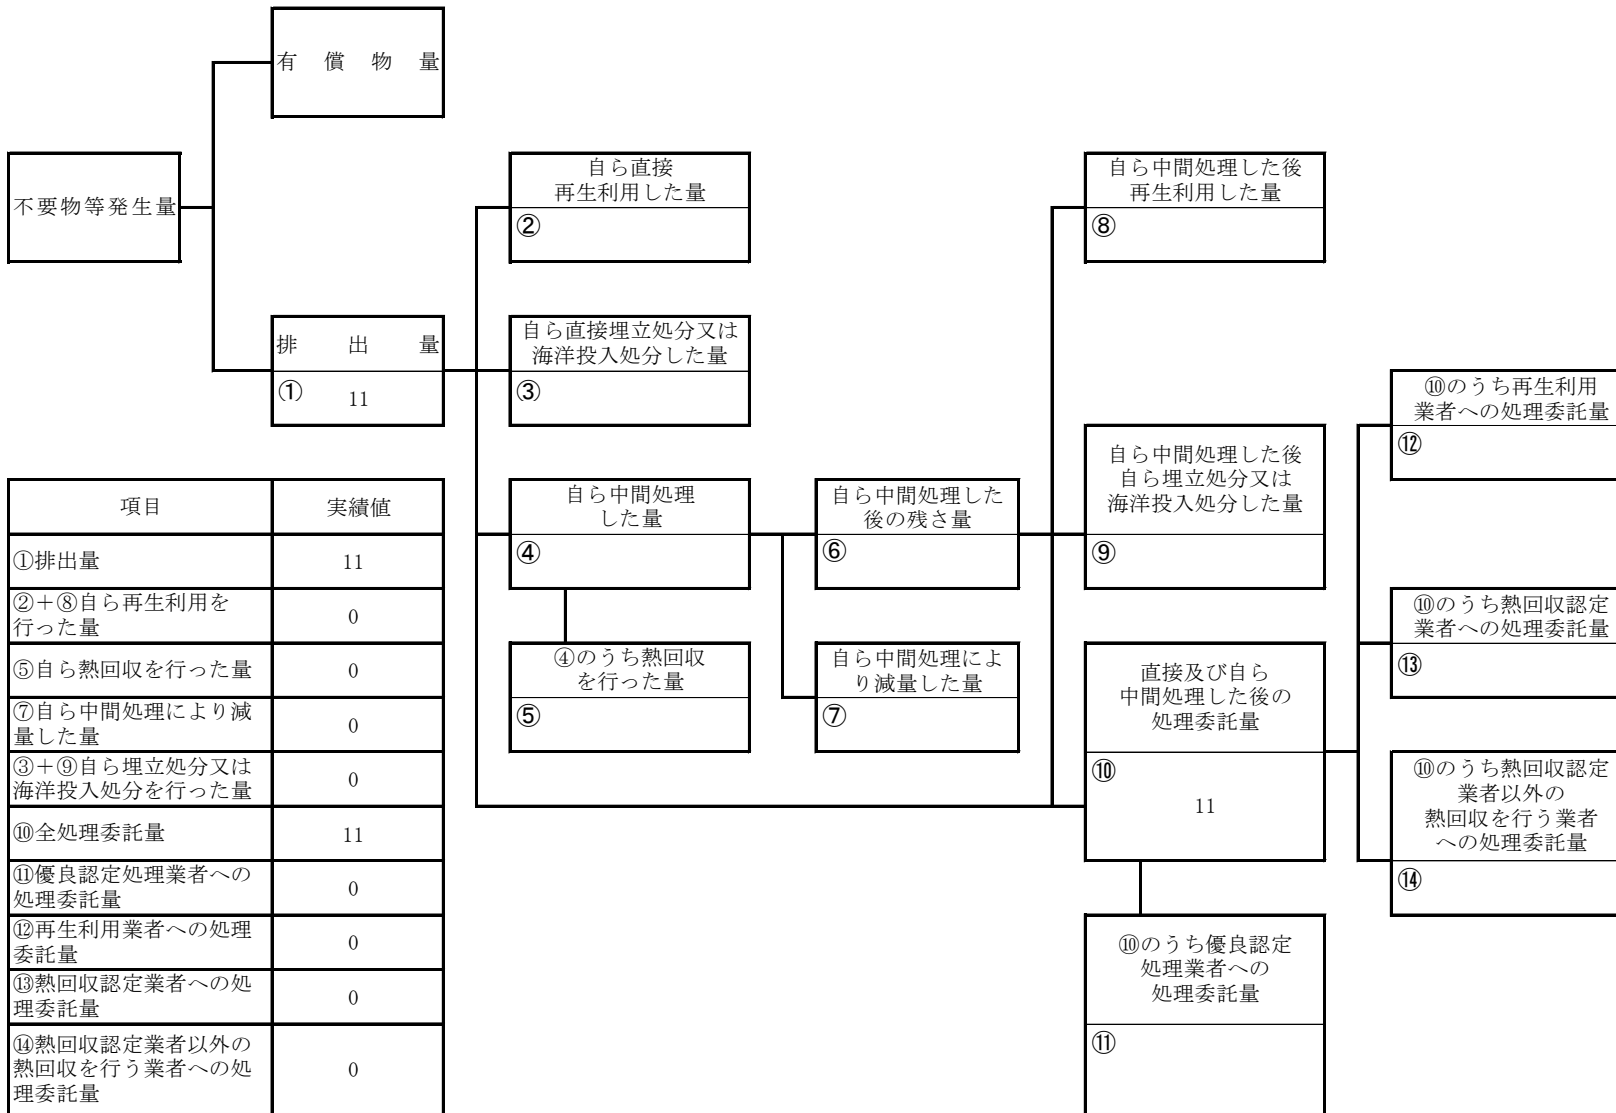 有償物量
不要物等発生量
排出量
① 11
自ら直接
再生利用した量
②
自ら直接埋立処分又は
海洋投入処分した量
③
自ら中間処理
した量
④
④のうち熱回収
を行った量
⑤
自ら中間処理した
後の残さ量
⑥
自ら中間処理によ
り減量した量
⑦
自ら中間処理した後
再生利用した量
⑧
自ら中間処理した後
自ら埋立処分又は
海洋投入処分した量
⑨
直接及び自ら
中間処理した後の
処理委託量
⑩
11
⑩のうち優良認定
処理業者への
処理委託量
⑪
⑩のうち再生利用
業者への処理委託量
⑫
⑩のうち熱回収認定
業者への処理委託量
⑬
⑩のうち熱回収認定
業者以外の
熱回収を行う業者
への処理委託量
⑭
項目 実績値
①排出量 11
②+⑧自ら再生利用を
行った量 0
⑤自ら熱回収を行った量 0
⑦自ら中間処理により減
量した量 0
③+⑨自ら埋立処分又は
海洋投入処分を行った量 0
⑩全処理委託量 11
⑪優良認定処理業者への
処理委託量 0
⑫再生利用業者への処理
委託量 0
⑬熱回収認定業者への処
理委託量 0
⑭熱回収認定業者以外の
熱回収を行う業者への処
理委託量 0